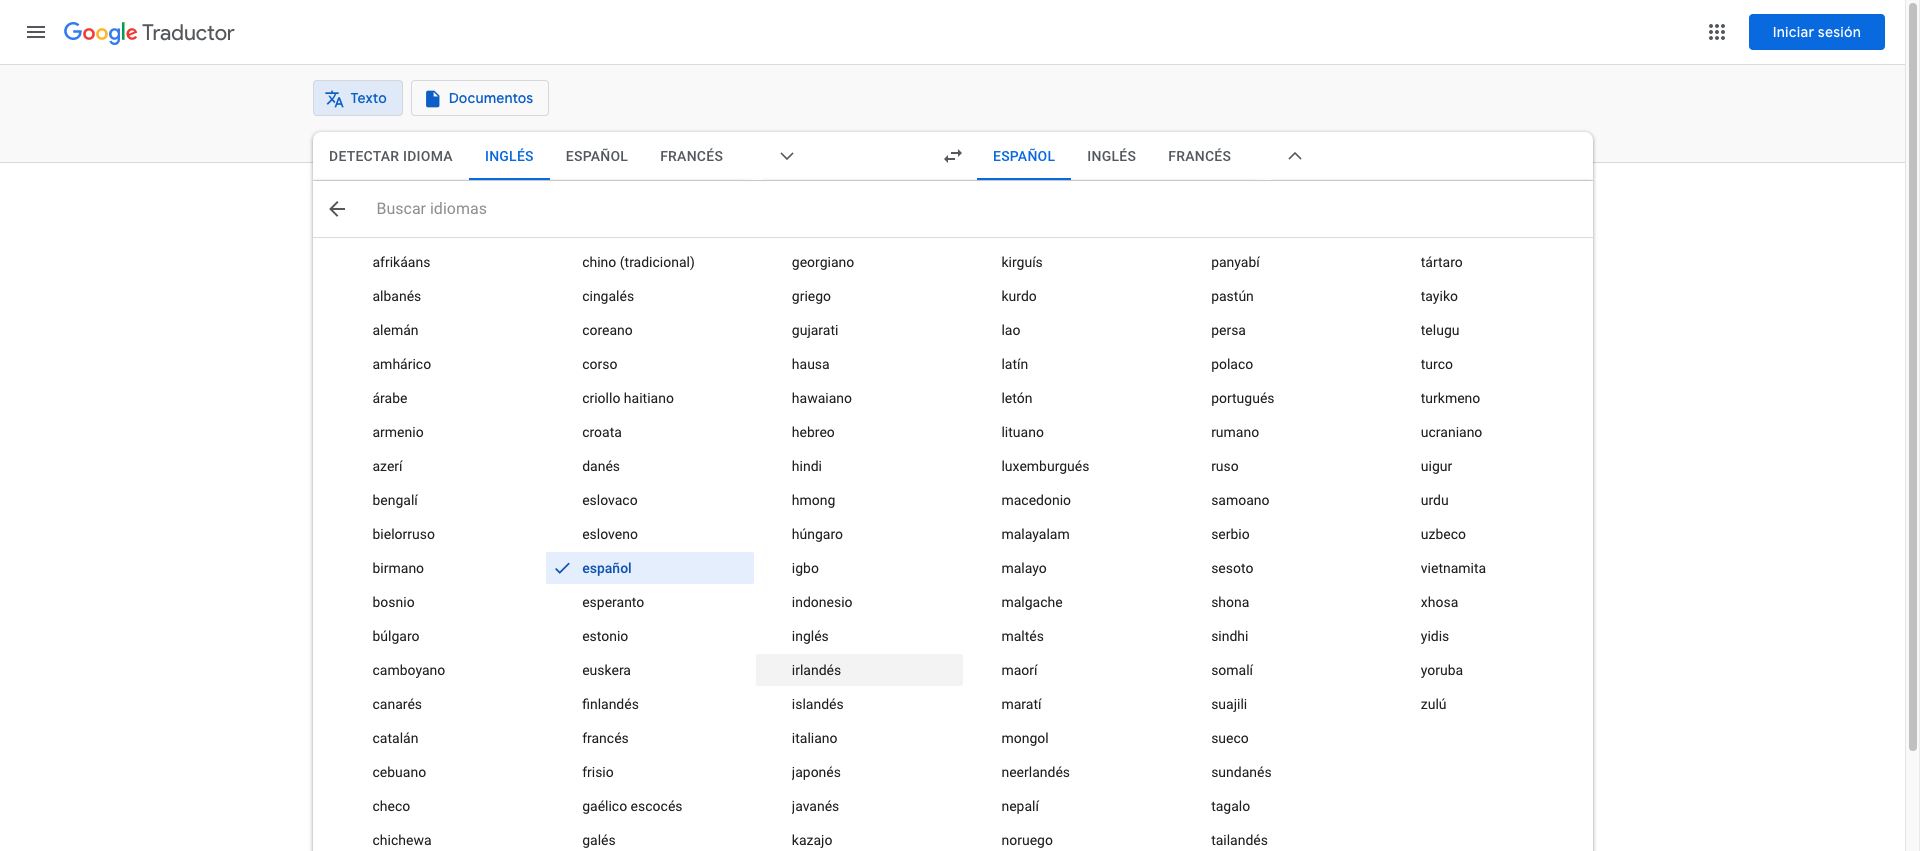 Google Traductor
Iniciar sesión
Texto
Documentos
DETECTAR IDIOMA INGLÉS ESPAÑOL FRANCÉS ESPAÑOL INGLÉS FRANCÉS
Buscar idiomas
afrikáans
albanés
alemán
amhárico
árabe
armenio
azerí
bengalí
bielorruso
birmano
bosnio
búlgaro
camboyano
canarés
catalán
cebuano
checo
chichewa
chino (tradicional)
cingalés
coreano
corso
criollo haitiano
croata
danés
eslovaco
esloveno
español
esperanto
estonio
euskera
finlandés
francés
frisio
gaélico escocés
galés
georgiano
griego
gujarati
hausa
hawaiano
hebreo
hindi
hmong
húngaro
igbo
indonesio
inglés
irlandés
islandés
italiano
japonés
javanés
kazajo
kirguís
kurdo
lao
latín
letón
lituano
luxemburgués
macedonio
malayalam
malayo
malgache
maltés
maorí
maratí
mongol
neerlandés
nepalí
noruego
panyabí
pastún
persa
polaco
portugués
rumano
ruso
samoano
serbio
sesoto
shona
sindhi
somalí
suajili
sueco
sundanés
tagalo
tailandés
tártaro
tayiko
telugu
turco
turkmeno
ucraniano
uigur
urdu
uzbeco
vietnamita
xhosa
yidis
yoruba
zulú